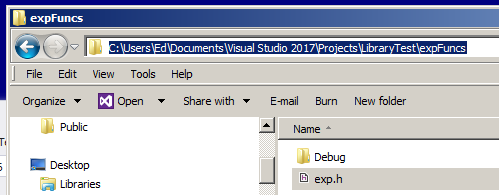 expFuncs
C:\Users\Ed\Documents\Visual Studio 2017\Projects\LibraryTest\expFuncs
File Edit View Tools Help
Organize Open Share with E-mail Burn New folder
Public
Name
Debug
Desktop
exp.h
Libraries